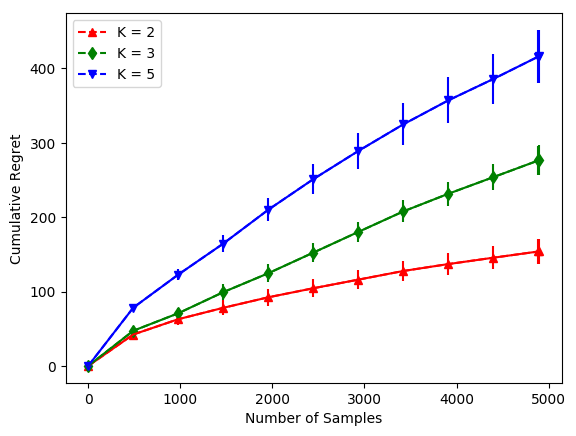 K = 2
K = 3
K = 5
400
300
200
100
0
Cumulative Regret
0 1000 2000 3000 4000 5000
Number of Samples